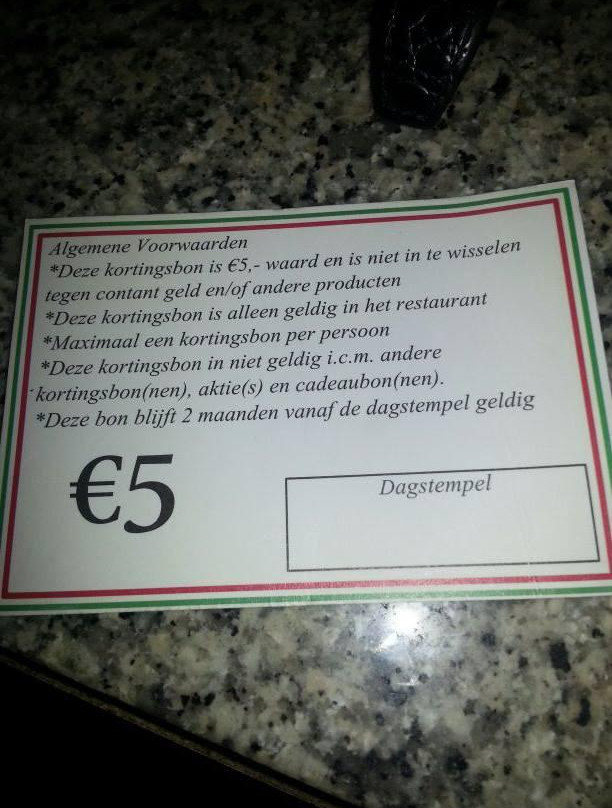 Algemene Voorwaarden
*Deze kortingsbon is €5,- waard en is niet in te wisselen
tegen contant geld en/of andere producten
*Deze kortingsbon is alleen geldig in het restaurant
*Maximaal een kortingsbon per persoon
*Deze kortingsbon in niet geldig i.c.m. andere
kortingsbon(nen), aktie(s) en cadeaubon(nen).
*Deze bon blijft 2 maanden vanaf de dagstempel geldig
€5
Dagstempel